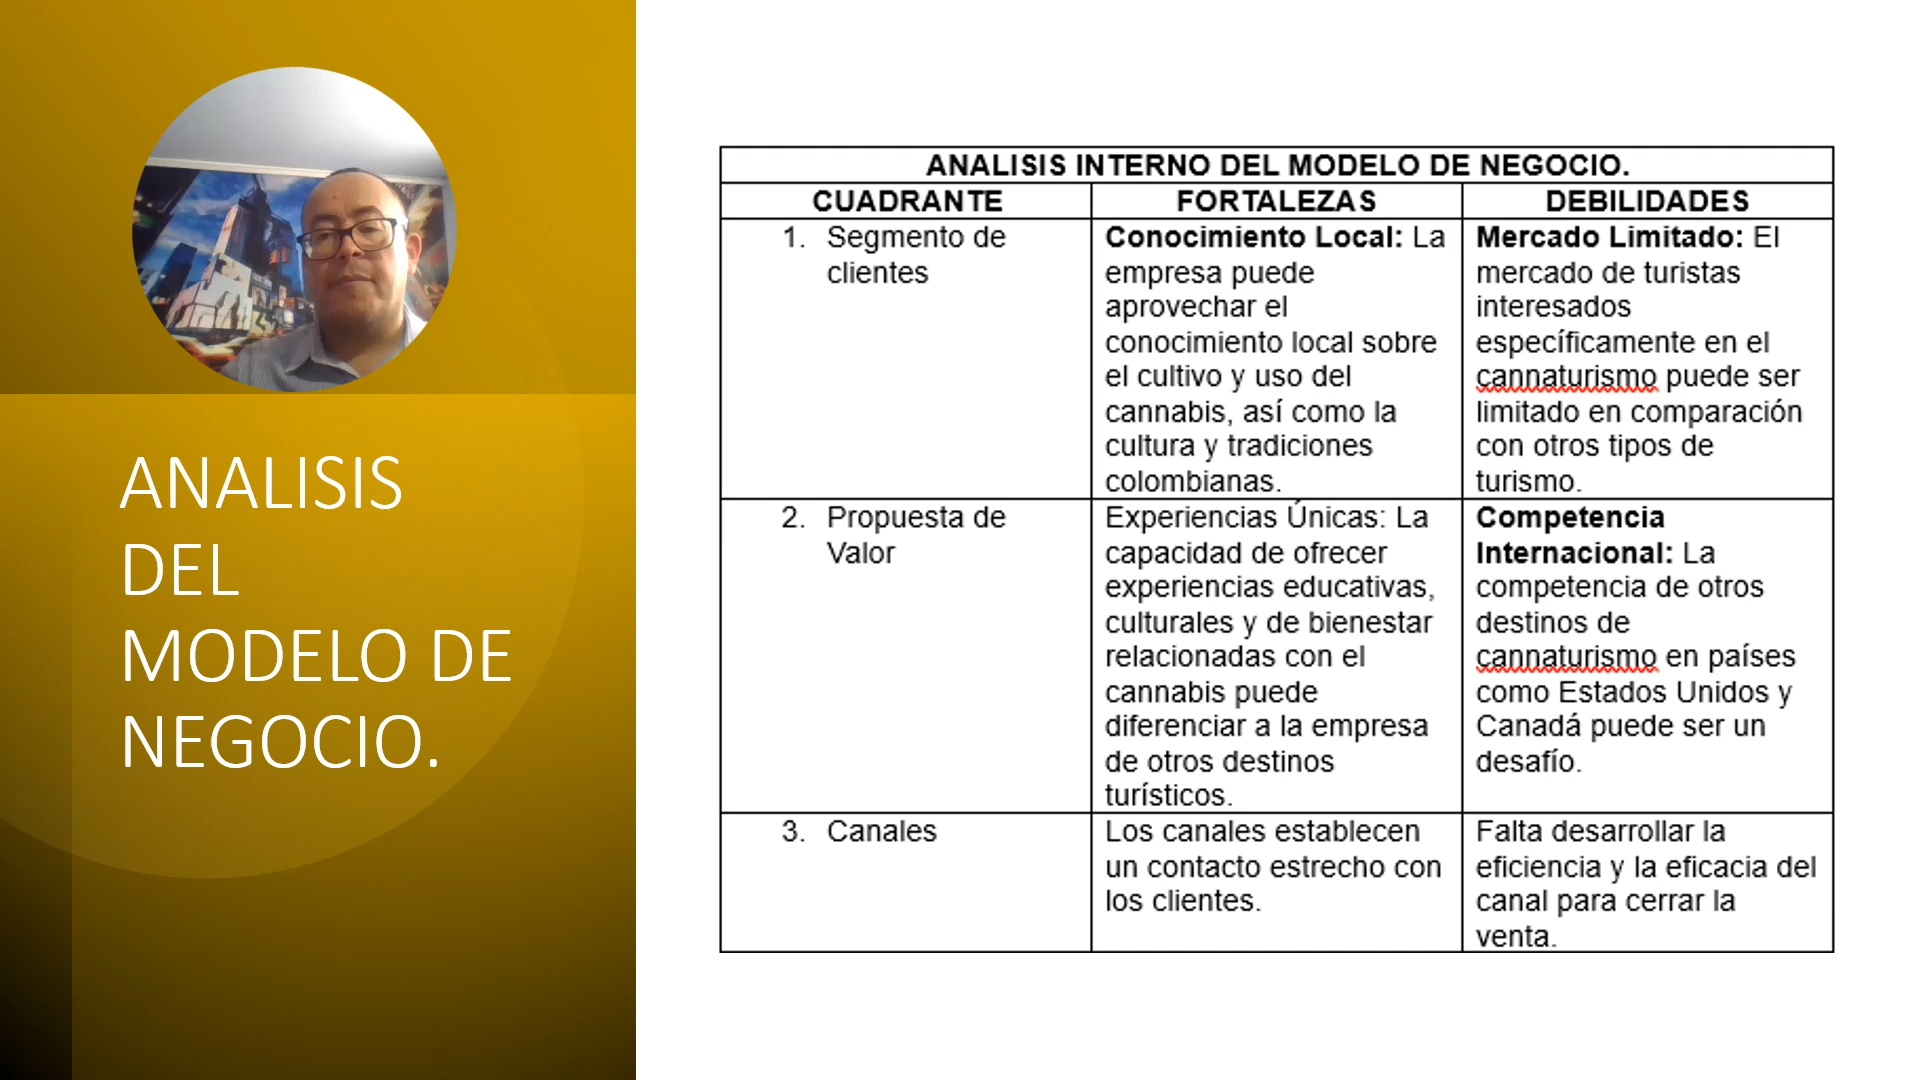 ANALISIS
DEL
MODELO DE
NEGOCIO.
ANALISIS INTERNO DEL MODELO DE NEGOCIO.
CUADRANTE
FORTALEZAS
DEBILIDADES
1. Segmento de
clientes
Conocimiento Local: La
empresa puede
aprovechar el
conocimiento local sobre
el cultivo y uso del
cannabis, así como la
cultura y tradiciones
colombianas.
Mercado Limitado: El
mercado de turistas
interesados
específicamente en el
cannaturismo puede ser
limitado en comparación
con otros tipos de
turismo.
2. Propuesta de
Valor
Experiencias Únicas: La
capacidad de ofrecer
experiencias educativas,
culturales y de bienestar
relacionadas con el
cannabis puede
diferenciar a la empresa
de otros destinos
turísticos.
Competencia
Internacional: La
competencia de otros
destinos de
cannaturismo en países
como Estados Unidos y
Canadá puede ser un
desafío.
3. Canales
Los canales establecen
un contacto estrecho con
los clientes.
Falta desarrollar la
eficiencia y la eficacia del
canal para cerrar la
venta.